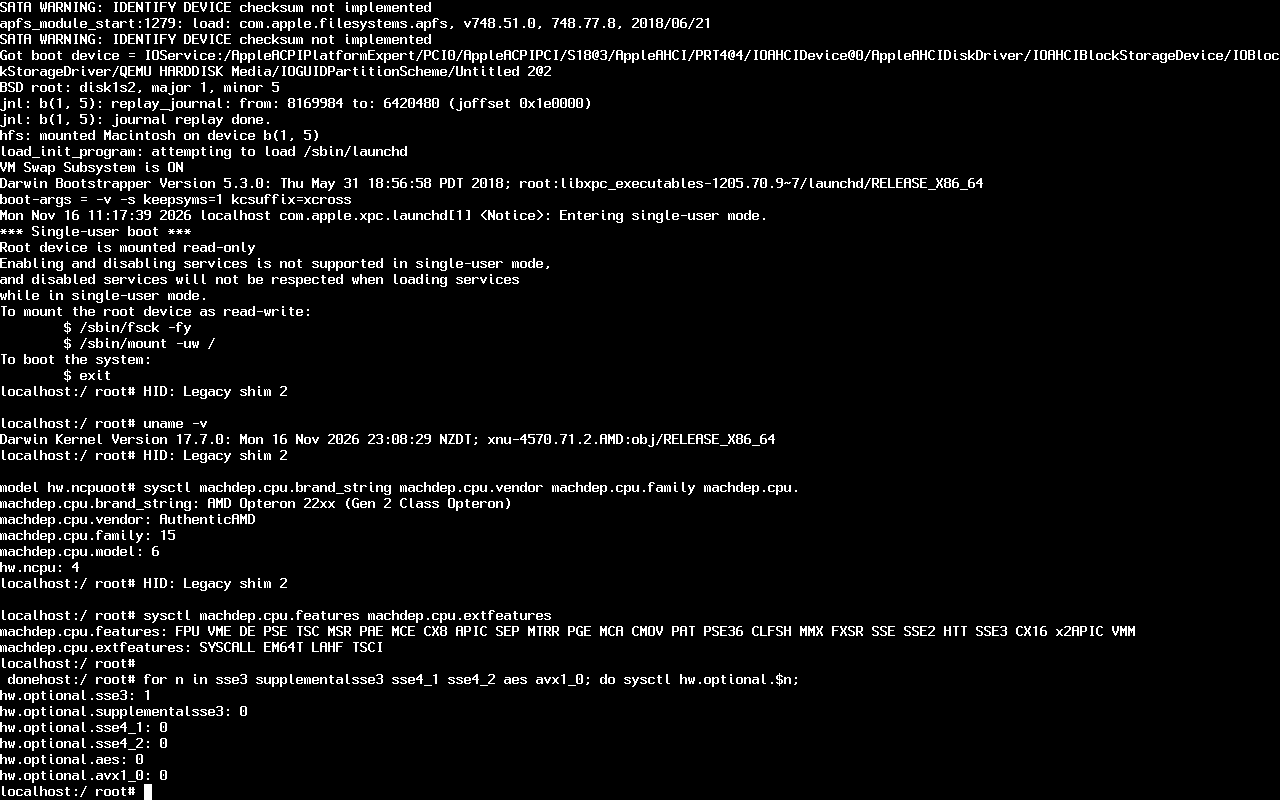 SATA WARNING: IDENTIFY DEVICE checksum not implemented
apfs_module_start:1279: load: com.apple.filesystems.apfs, v748.51.0, 748.77.8, 2018/06/21
SATA WARNING: IDENTIFY DEVICE checksum not implemented
Got boot device = IOService:/AppleACPIPlatformExpert/PCI0/AppleACPIPCI/S18@3/AppleAHCI/PRT4@4/IOAHCIDevice@0/AppleAHCIDiskDriver/IOAHCIBlockStorageDevice/IOBloc
kStorageDriver/QEMU HARDDISK Media/IOGUIDPartitionScheme/Untitled 2@2
BSD root: disk1s2, major 1, minor 5
jnl: b(1, 5): replay_journal: from: 8169984 to: 6420480 (joffset 0x1e0000)
jnl: b(1, 5): journal replay done.
hfs: mounted Macintosh on device b(1, 5)
load_init_program: attempting to load /sbin/launchd
VM Swap Subsystem is ON
Darwin Bootstrapper Version 5.3.0: Thu May 31 18:56:58 PDT 2018; root:libxpc_executables-1205.70.9~7/launchd/RELEASE_X86_64
boot-args = -v -s keepsyms=1 kcsuffix=xcross
Mon Nov 16 11:17:39 2026 localhost com.apple.xpc.launchd[1] <Notice>: Entering single-user mode.
*** Single-user boot ***
Root device is mounted read-only
Enabling and disabling services is not supported in single-user mode,
and disabled services will not be respected when loading services
while in single-user mode.
To mount the root device as read-write:
        $ /sbin/fsck -fy
        $ /sbin/mount -uw /
To boot the system:
        $ exit
localhost:/ root# HID: Legacy shim 2
localhost:/ root# uname -v
Darwin Kernel Version 17.7.0: Mon 16 Nov 2026 23:08:29 NZDT; xnu-4570.71.2.AMD:obj/RELEASE_X86_64
localhost:/ root# HID: Legacy shim 2
model hw.ncpuoot# sysctl machdep.cpu.brand_string machdep.cpu.vendor machdep.cpu.family machdep.cpu.
machdep.cpu.brand_string: AMD Opteron 22xx (Gen 2 Class Opteron)
machdep.cpu.vendor: AuthenticAMD
machdep.cpu.family: 15
machdep.cpu.model: 6
hw.ncpu: 4
localhost:/ root# HID: Legacy shim 2
localhost:/ root# sysctl machdep.cpu.features machdep.cpu.extfeatures
machdep.cpu.features: FPU VME DE PSE TSC MSR PAE MCE CX8 APIC SEP MTRR PGE MCA CMOV PAT PSE36 CLFSH MMX FXSR SSE SSE2 HTT SSE3 CX16 x2APIC VMM
machdep.cpu.extfeatures: SYSCALL EM64T LAHF TSCI
localhost:/ root#
 donehost:/ root# for n in sse3 supplementalsse3 sse4_1 sse4_2 aes avx1_0; do sysctl hw.optional.$n;
hw.optional.sse3: 1
hw.optional.supplementalsse3: 0
hw.optional.sse4_1: 0
hw.optional.sse4_2: 0
hw.optional.aes: 0
hw.optional.avx1_0: 0
localhost:/ root#